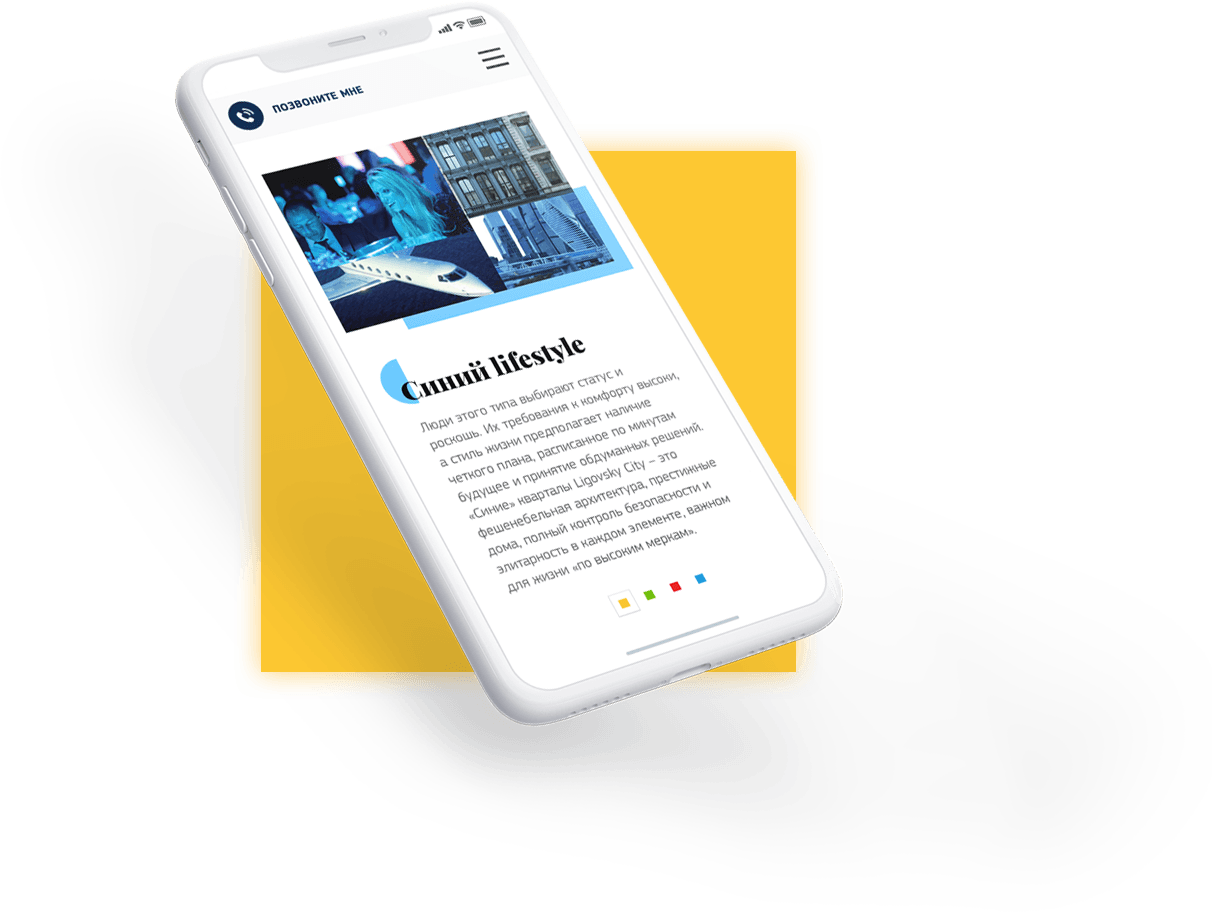 ПОЗВОНИТЕ МНЕ
Синий lifestyle
Люди этого типа выбирают статус и
роскошь. Их требования к комфорту высоки,
а стиль жизни предполагает наличие
четкого плана, расписанное по минутам
будущее и принятие обдуманных решений.
«Синие» кварталы Ligovsky City – это
фешенебельная архитектура, престижные
дома, полный контроль безопасности и
элитарность в каждом элементе, важном
для жизни «по высоким меркам».